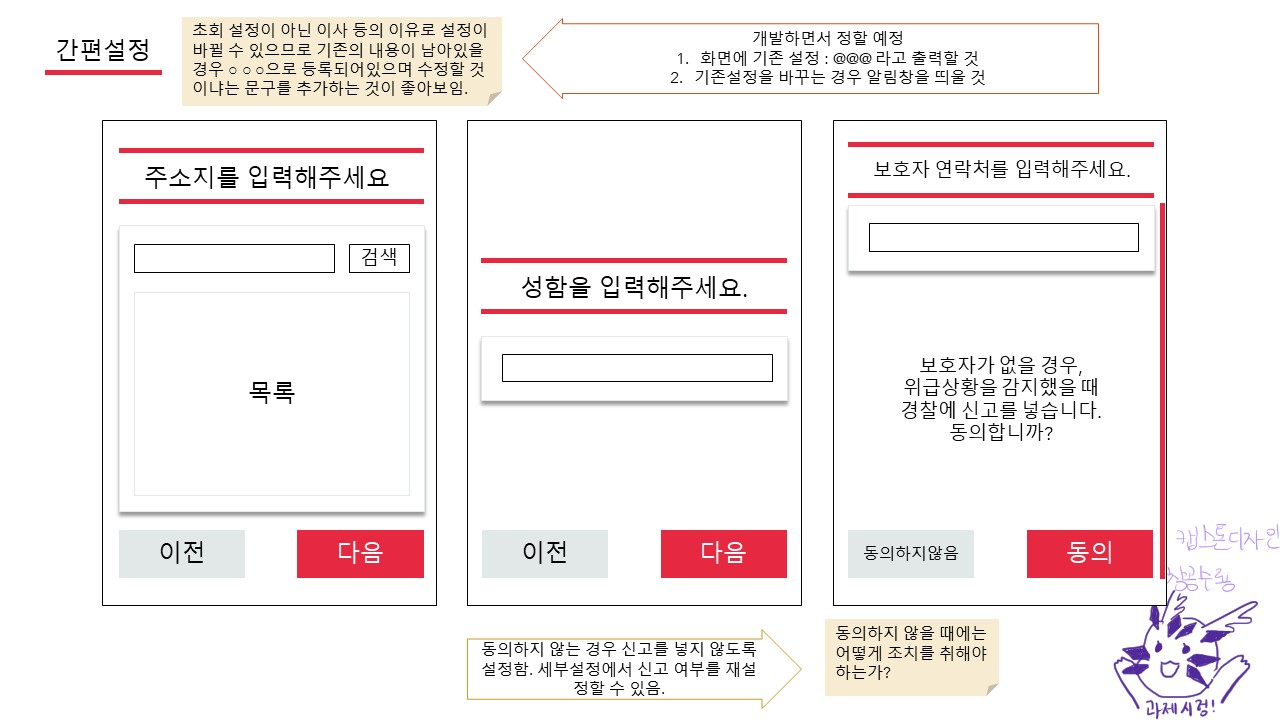 간편설정
초회 설정이 아닌 이사 등의 이유로 설정이
바뀔 수 있으므로 기존의 내용이 남아있을
경우 ○ ○ ○으로 등록되어있으며 수정할 것
이냐는 문구를 추가하는 것이 좋아보임.
개발하면서 정할 예정
1. 화면에 기존 설정 : @@@ 라고 출력할 것
2. 기존설정을 바꾸는 경우 알림창을 띄울 것
주소지를 입력해주세요
검색
목록
이전
다음
성함을 입력해주세요.
이전
다음
보호자 연락처를 입력해주세요.
보호자가 없을 경우,
위급상황을 감지했을 때
경찰에 신고를 넣습니다.
동의합니까?
동의하지않음
동의
동의하지 않는 경우 신고를 넣지 않도록
설정함. 세부설정에서 신고 여부를 재설
정할 수 있음.
동의하지 않을 때에는
어떻게 조치를 취해야
하는가?
캡스톤디자인
과제시렁!